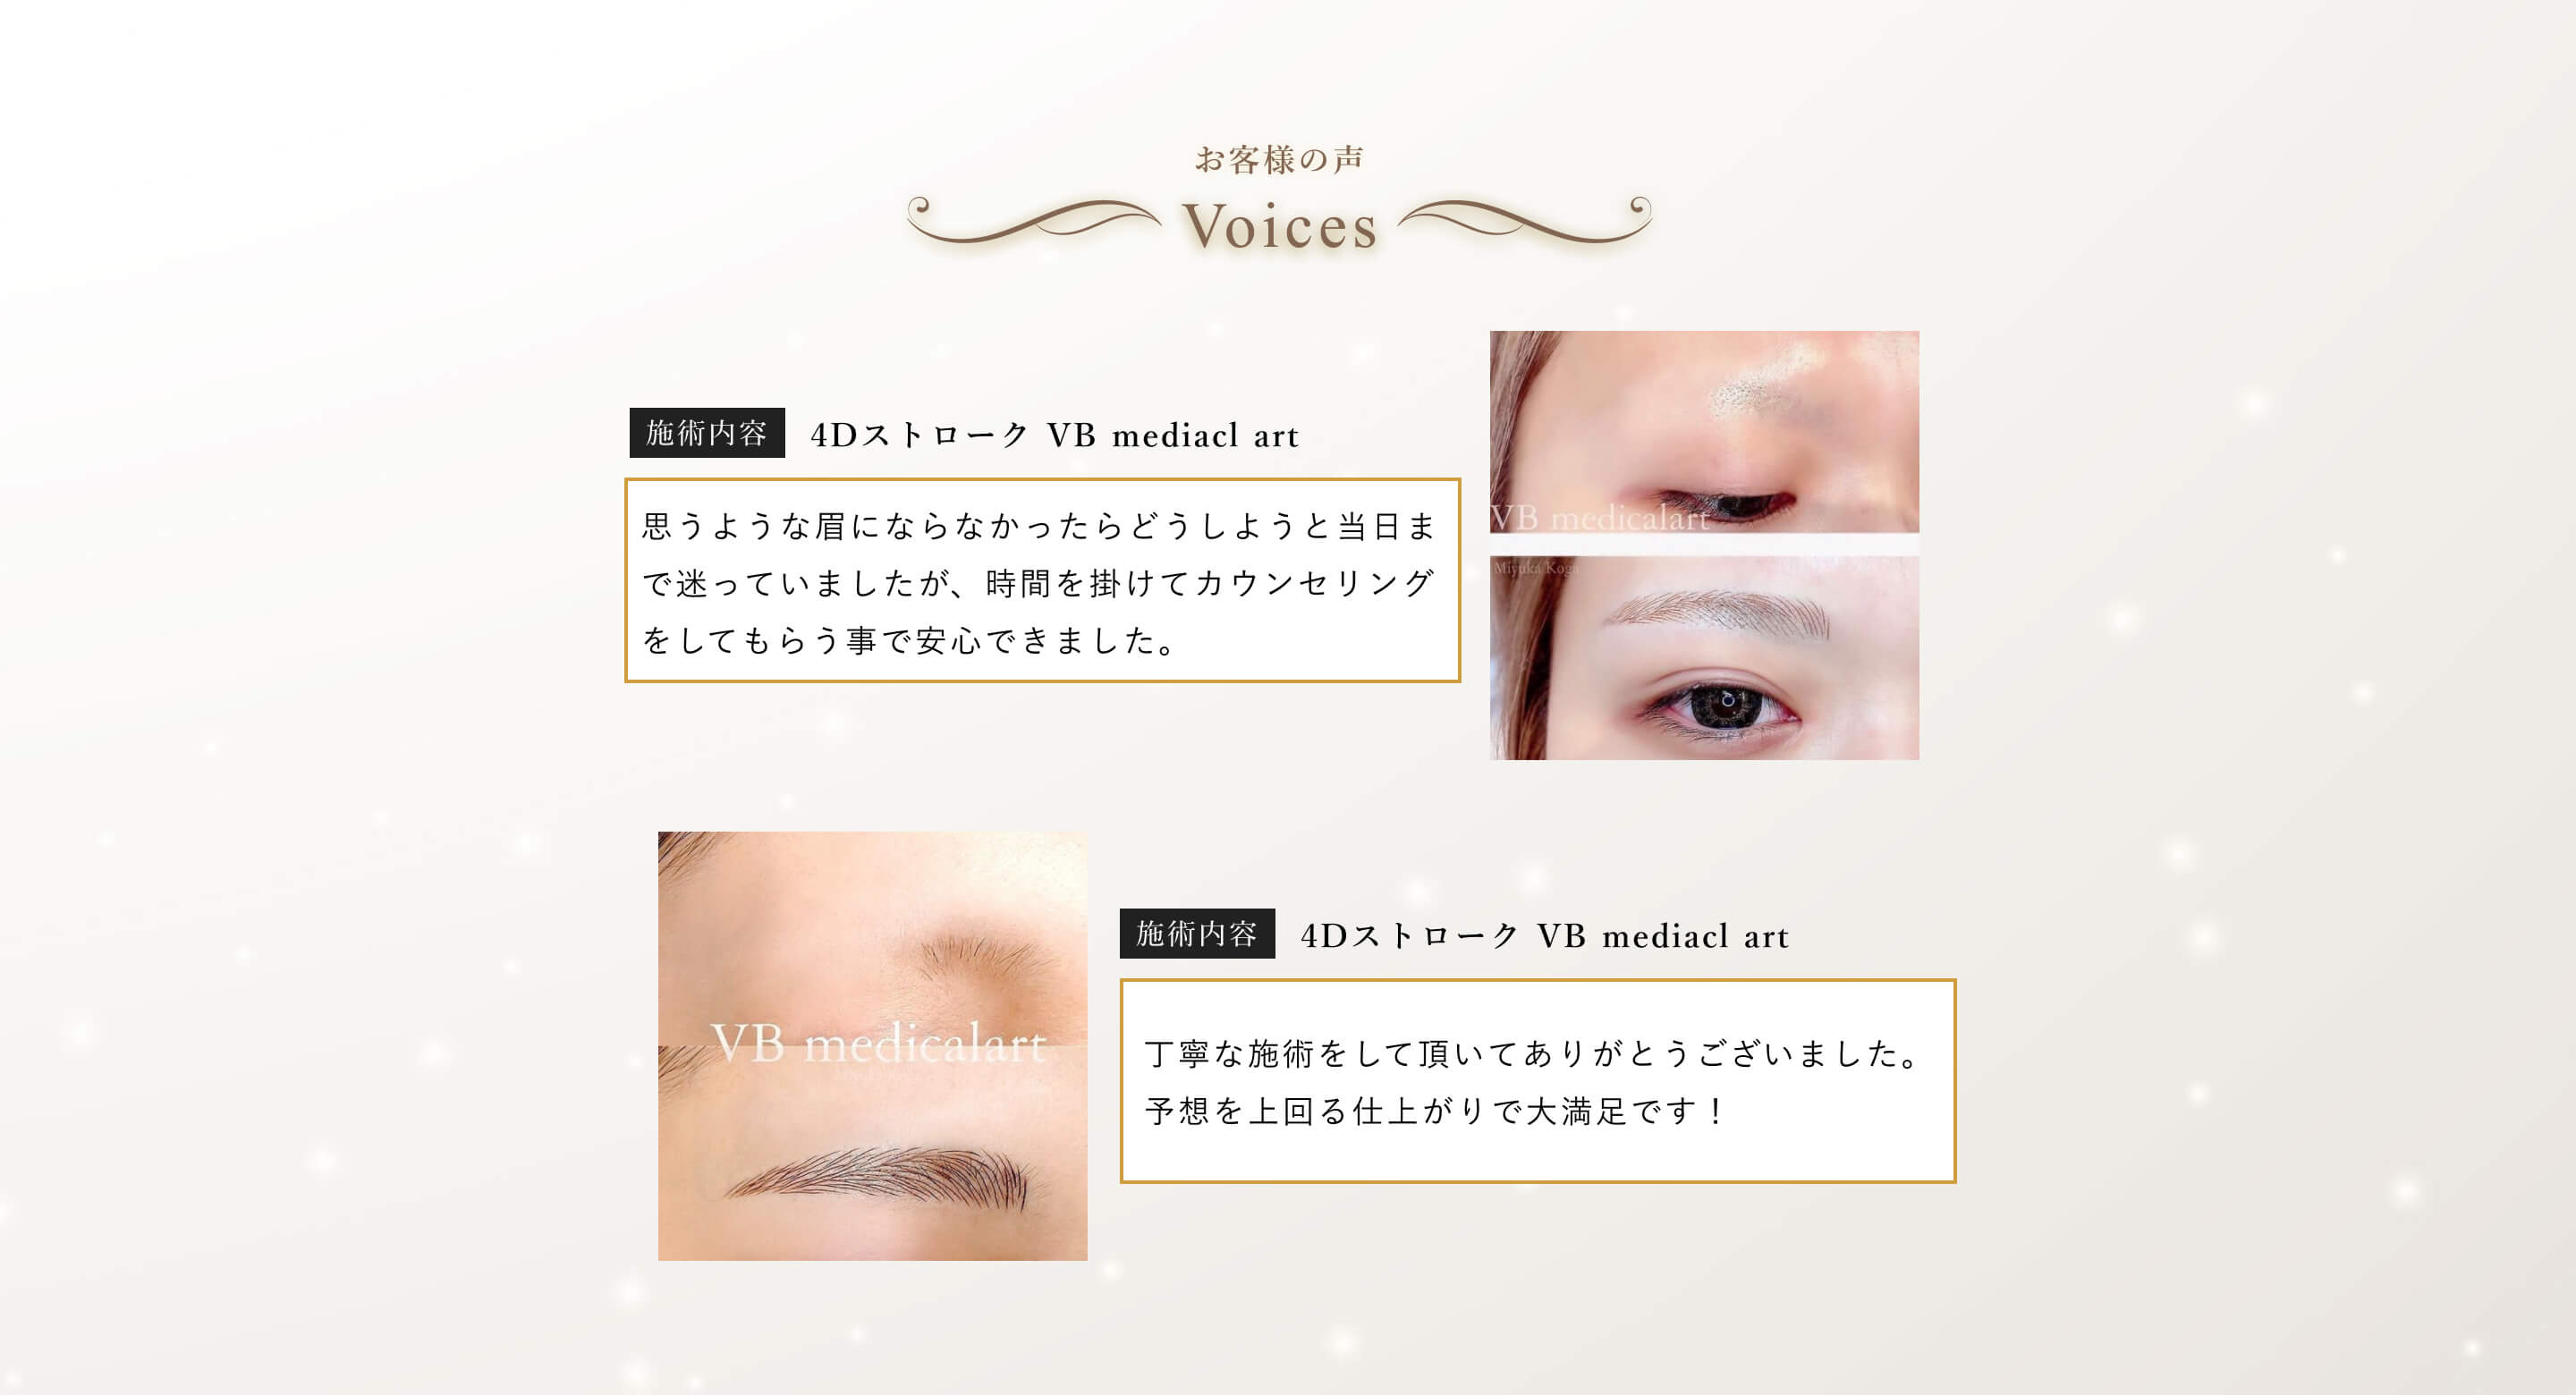 お客様の声
Voices
施術内容 4Dストローク VB mediacl art
思うような眉にならなかったらどうしようと当日ま
で迷っていましたが、時間を掛けてカウンセリング
をしてもらう事で安心できました。
VB medicalart
Miyuka Koga
施術内容 4Dストローク VB mediacl art
丁寧な施術をして頂いてありがとうございました。
予想を上回る仕上がりで大満足です！
VB medicalart